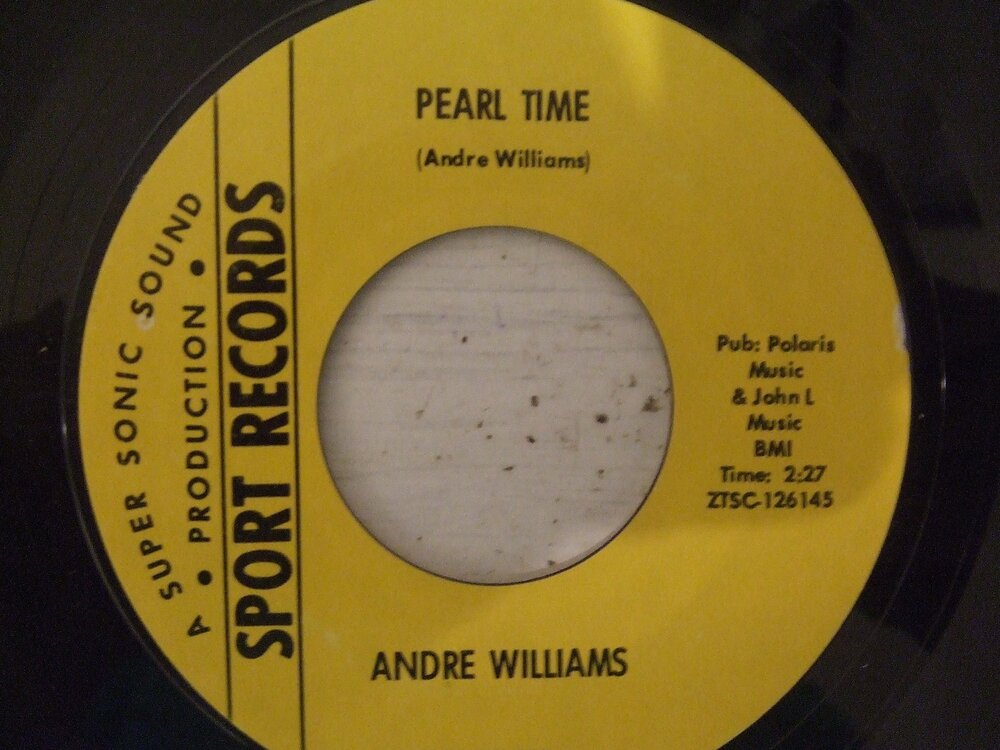 PEARL TIME
(Andre Williams)
A SUPER SONIC SOUND
• PRODUCTION •
SPORT RECORDS
Pub: Polaris
Music
& John L
Music
BMI
Time: 2:27
ZTSC-126145
ANDRE WILLIAMS